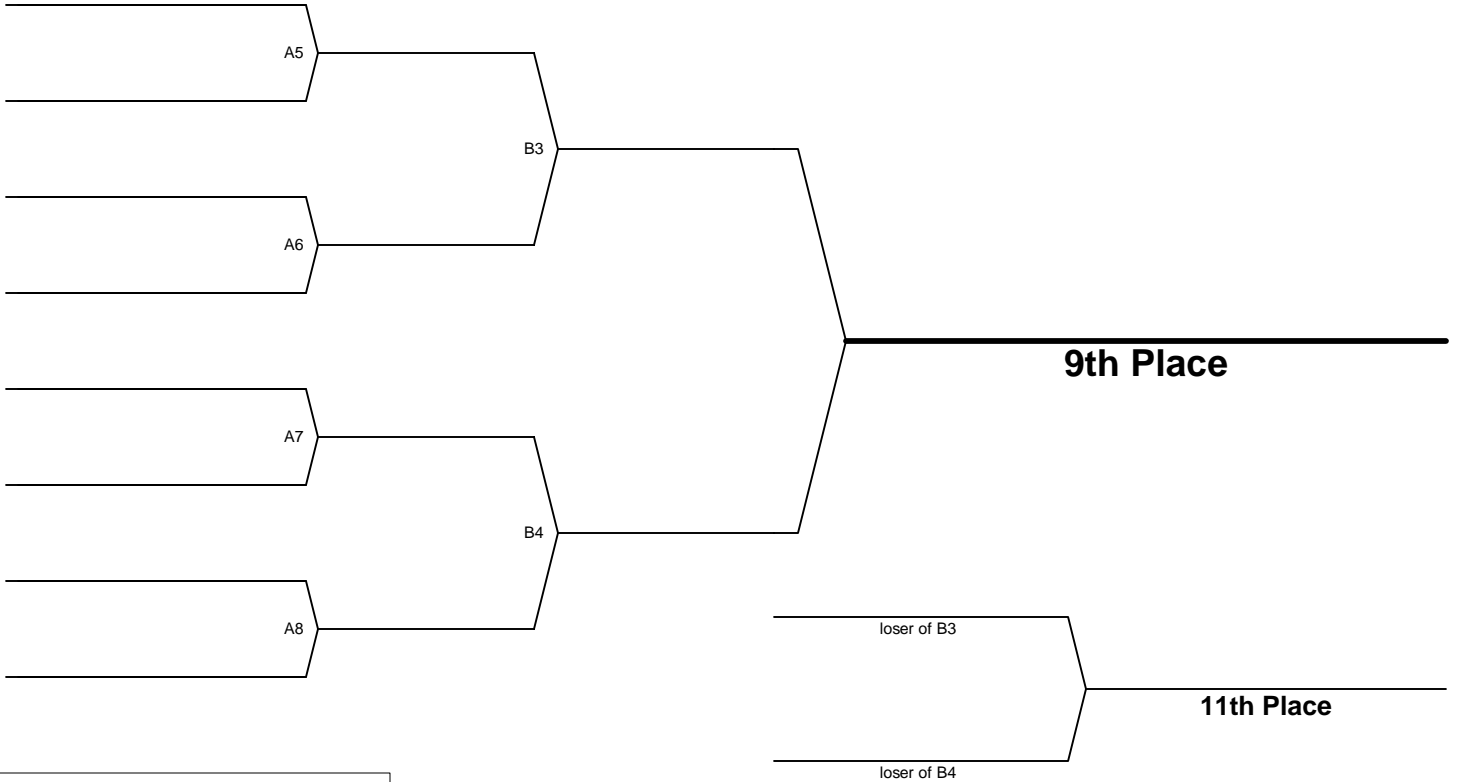 A5
B3
A6
9th Place
A7
B4
A8
loser of B3
11th Place
loser of B4